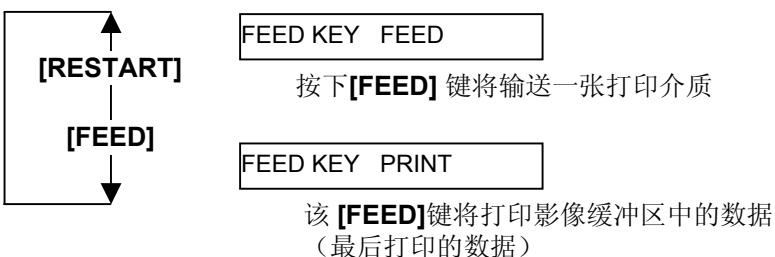 FEED KEY FEED
[RESTART]
按下[FEED] 键将输送一张打印介质
[FEED]
FEED KEY PRINT
该 [FEED]键将打印影像缓冲区中的数据
（最后打印的数据）